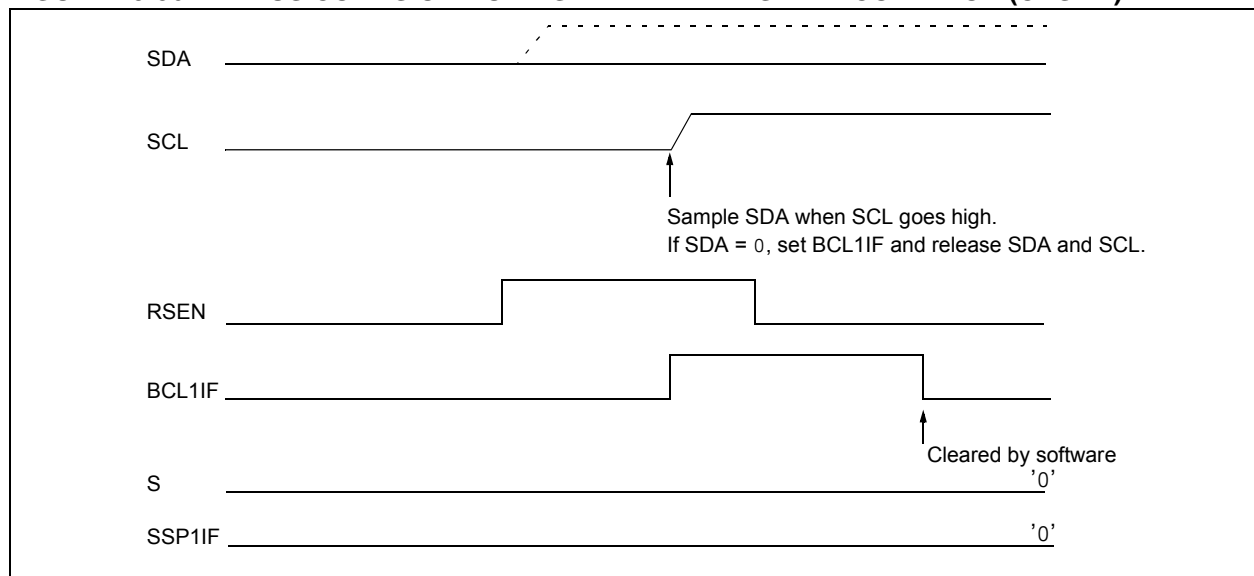 SDA
SCL
Sample SDA when SCL goes high.
If SDA = 0, set BCL1IF and release SDA and SCL.
RSEN
BCL1IF
Cleared by software
S
'0'
SSP1IF
'0'